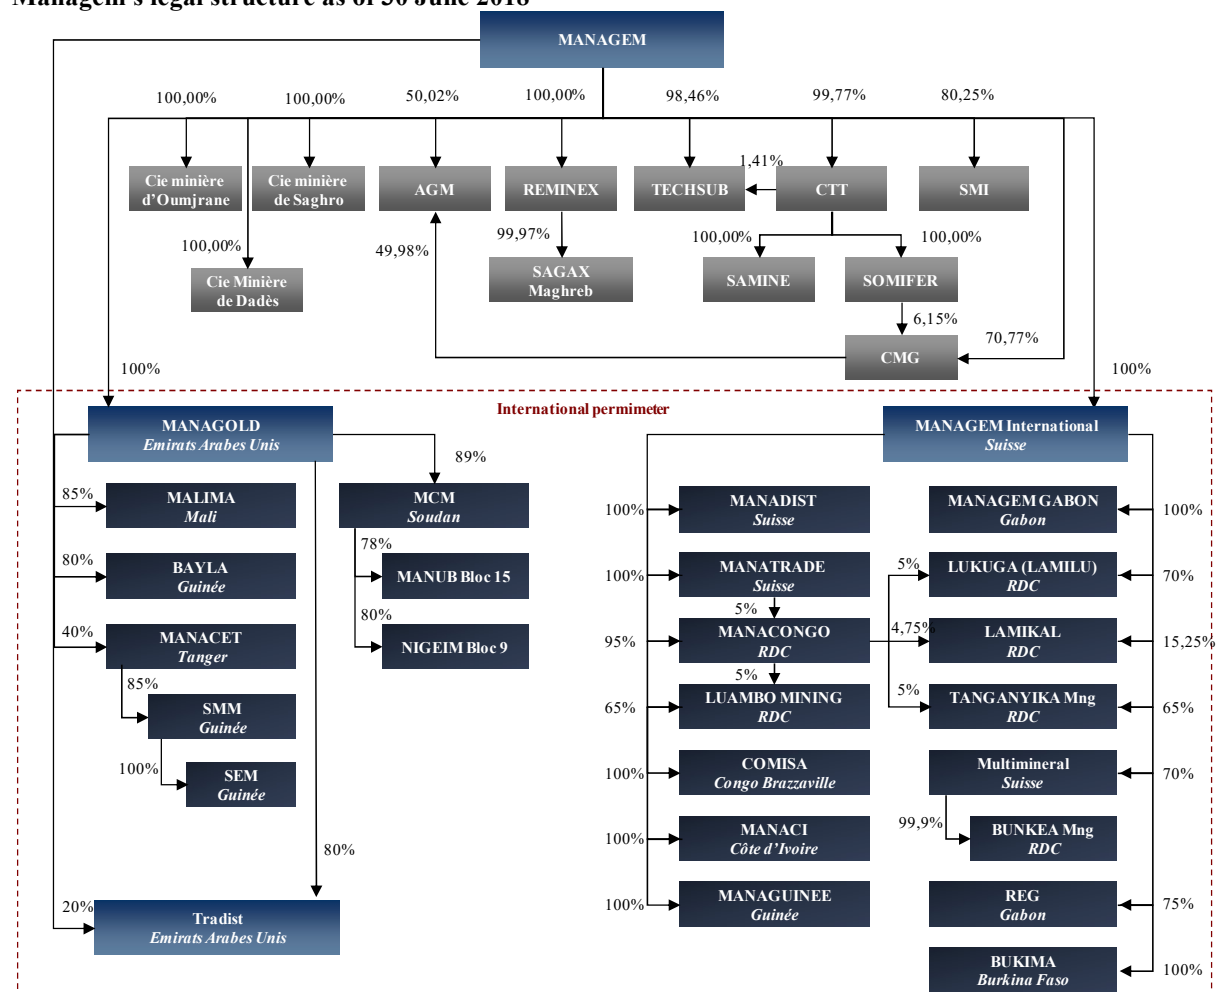 Managem's legal structure as of 30 June 2018
MANAGEM
100,00%
100,00%
50,02%
100,00%
98,46%
99,77%
80,25%
1,41%
Cie minière
d'Oumjrane
Cie minière
de Saghro
AGM
REMINEX
TECHSUB
CTT
SMI
100,00%
49,98%
99,97%
100,00%
100,00%
Cie Minière
de Dadès
SAGAX
Maghreb
SAMINE
SOMIFER
6,15%
70,77%
CMG
100%
100%
International permimeter
MANAGOLD
Emirats Arabes Unis
MANAGEM International
Suisse
89%
85%
MALIMA
Mali
MCM
Soudan
100%
MANADIST
Suisse
MANAGEM GABON
Gabon
100%
78%
80%
BAYLA
Guinée
MANUB Bloc 15
100%
MANATRADE
Suisse
5%
LUKUGA (LAMILU)
RDC
70%
80%
5%
40%
MANACET
Tanger
NIGEIM Bloc 9
95%
MANACONGO
RDC
4,75%
LAMIKAL
RDC
15,25%
85%
5%
5%
SMM
Guinée
65%
LUAMBO MINING
RDC
TANGANYIKA Mng
RDC
65%
100%
SEM
Guinée
100%
COMISA
Congo Brazzaville
Multimineral
Suisse
70%
99,9%
80%
100%
MANACI
Côte d'Ivoire
BUNKEA Mng
RDC
20%
Tradist
Emirats Arabes Unis
100%
MANAGUINEE
Guinée
REG
Gabon
75%
BUKIMA
Burkina Faso
100%